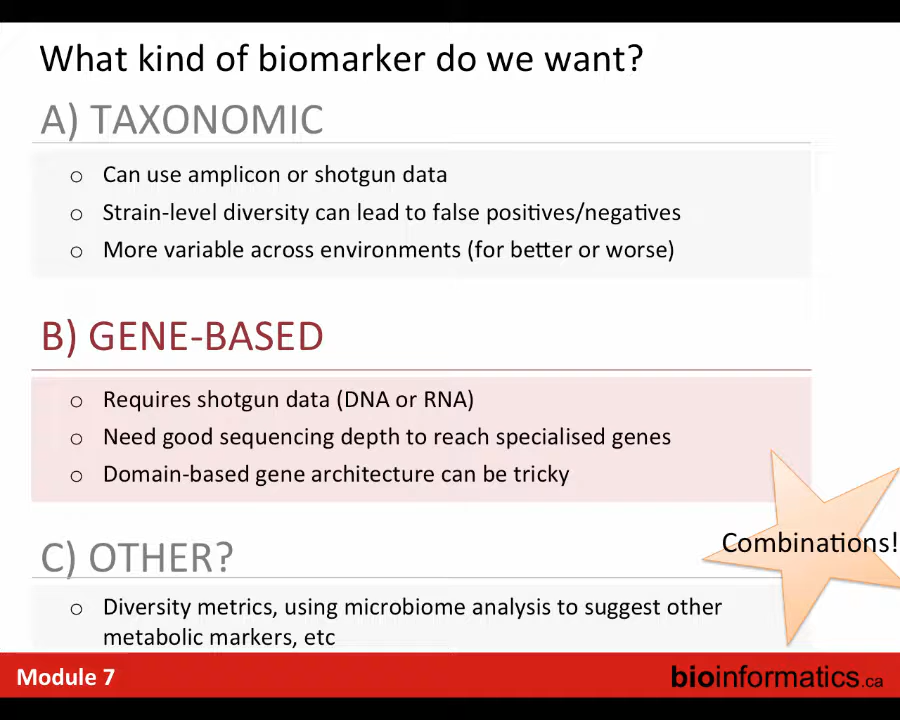 What kind of biomarker do we want?
A) TAXONOMIC
o Can use amplicon or shotgun data
o Strain-level diversity can lead to false positives/negatives
o More variable across environments (for better or worse)
B) GENE-BASED
o Requires shotgun data (DNA or RNA)
o Need good sequencing depth to reach specialised genes
o Domain-based gene architecture can be tricky
Combinations!
C) OTHER?
o Diversity metrics, using microbiome analysis to suggest other
metabolic markers, etc
Module 7
bioinformatics.ca